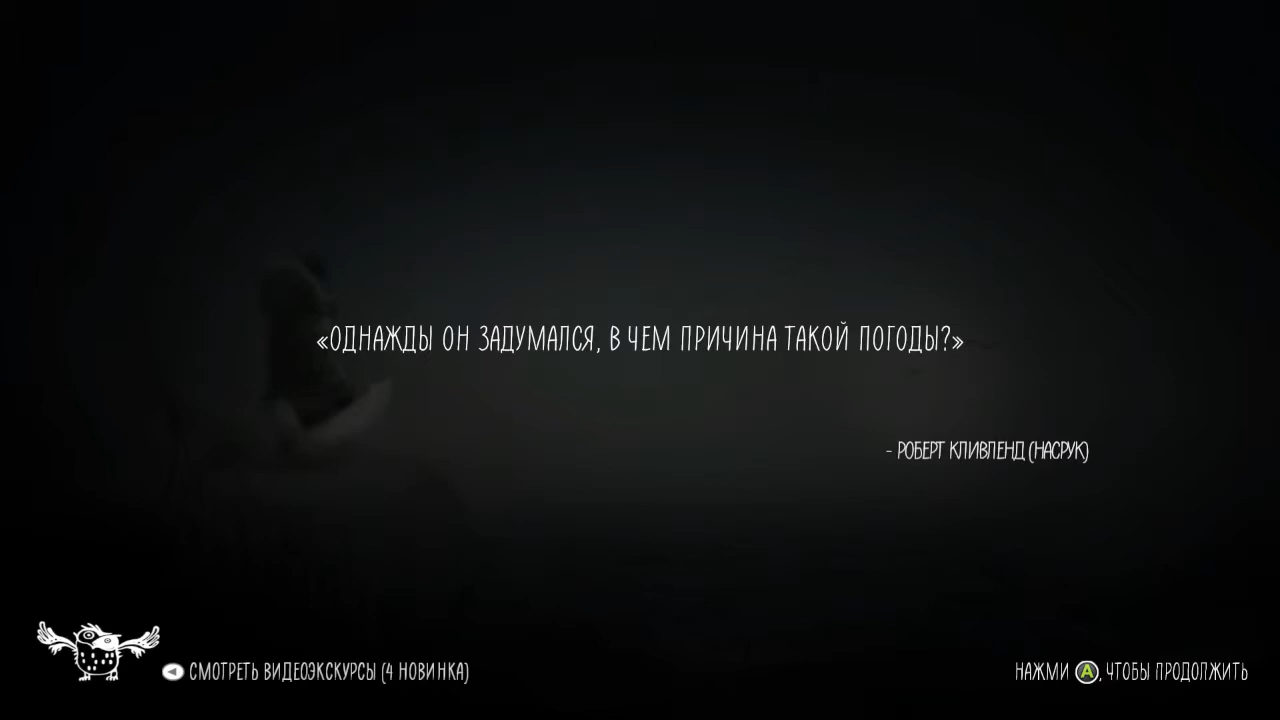 «ОДНАЖДЫ ОН ЗАДУМАЛСЯ, В ЧЕМ ПРИЧИНА ТАКОЙ ПОГОДЫ?»
- РОБЕРТ КЛИВЛЕНД (НАСРУК)
СМОТРЕТЬ ВИДЕОЭКСКУРСЫ (4 НОВИНКА)
НАЖМИ A, ЧТОБЫ ПРОДОЛЖИТЬ